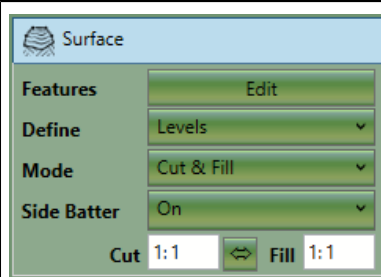 Surface
Features Edit
Define Levels
Mode Cut & Fill
Side Batter On
Cut 1:1 Fill 1:1